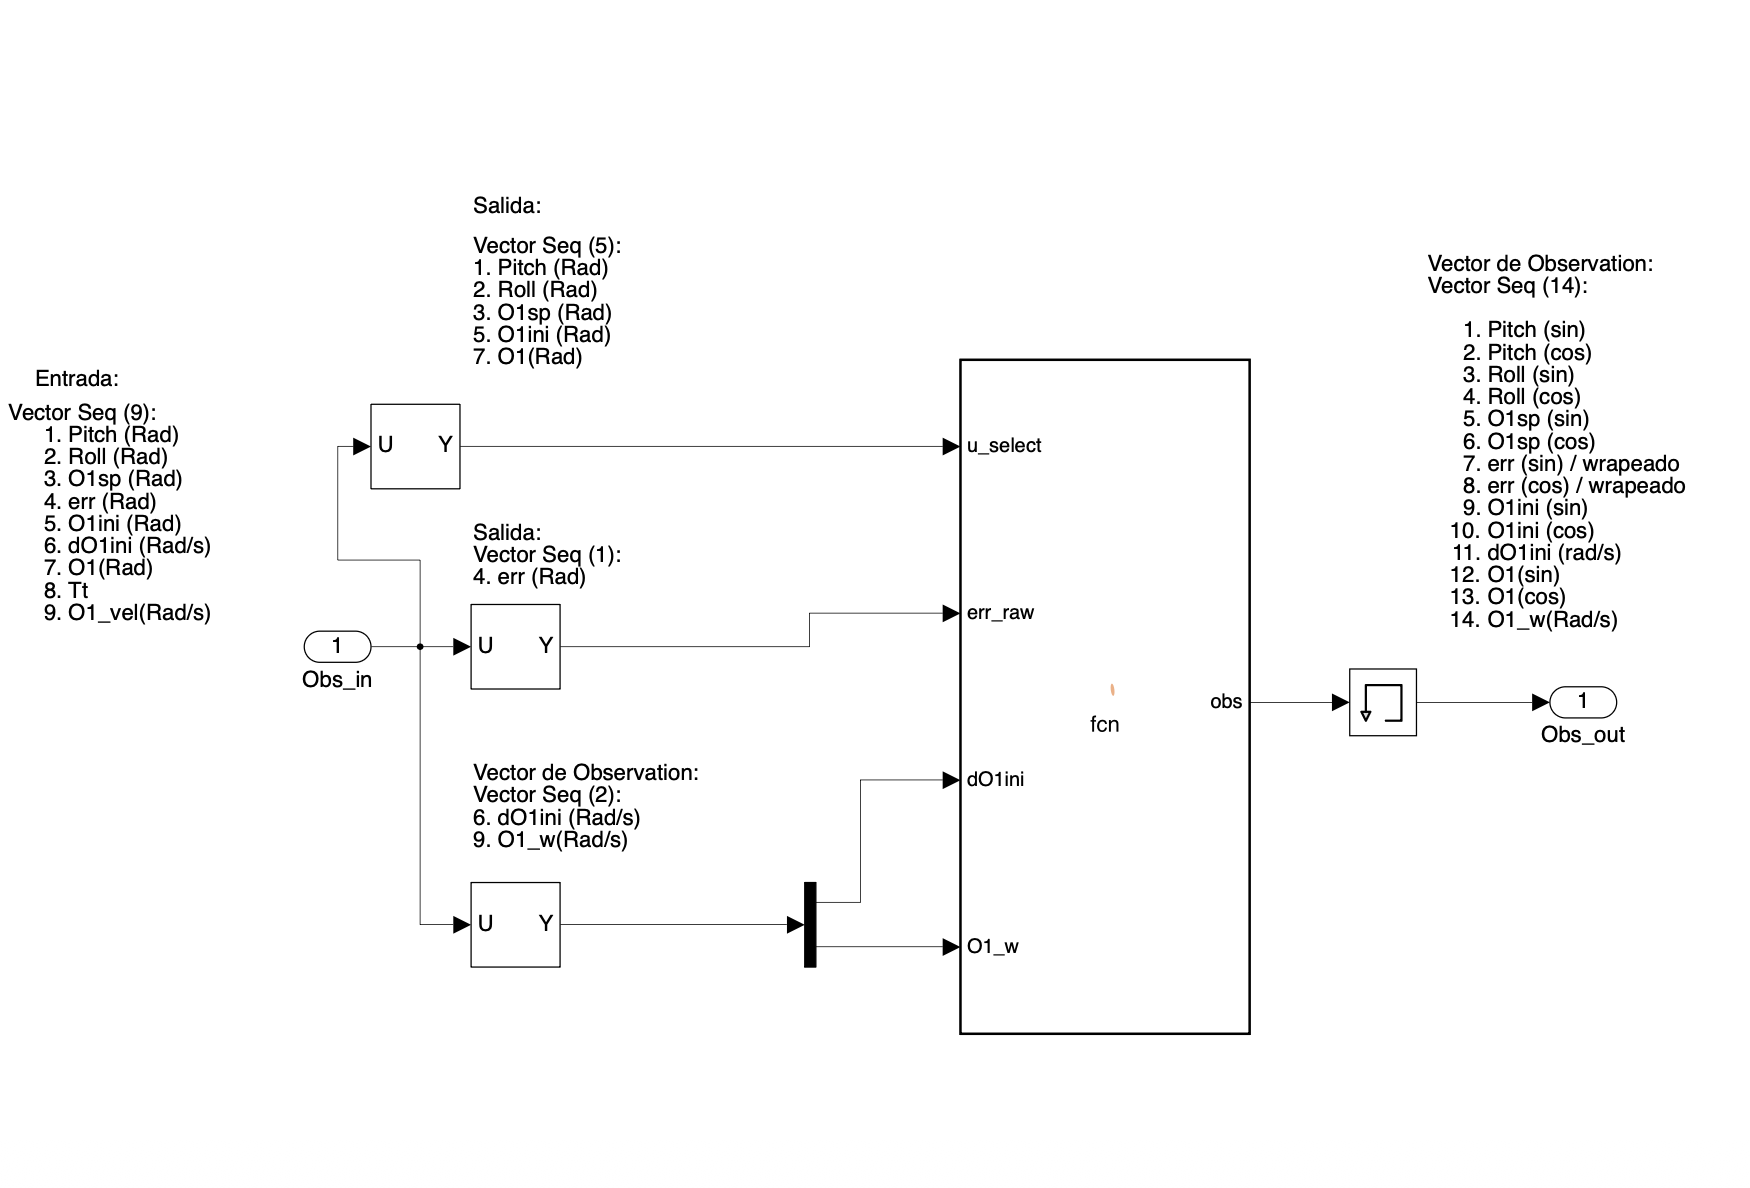 Salida:
Vector Seq (5):
1. Pitch (Rad)
2. Roll (Rad)
3. O1sp (Rad)
5. O1ini (Rad)
7. O1(Rad)
Entrada:
Vector Seq (9):
1. Pitch (Rad)
2. Roll (Rad)
3. O1sp (Rad)
4. err (Rad)
5. O1ini (Rad)
6. dO1ini (Rad/s)
7. O1(Rad)
8. Tt
9. O1_vel(Rad/s)
U Y
Salida:
Vector Seq (1):
4. err (Rad)
1
Obs_in
U Y
Vector de Observation:
Vector Seq (2):
6. dO1ini (Rad/s)
9. O1_w(Rad/s)
U Y
u_select
err_raw
dO1ini
O1_w
fcn
obs
Vector de Observation:
Vector Seq (14):
1. Pitch (sin)
2. Pitch (cos)
3. Roll (sin)
4. Roll (cos)
5. O1sp (sin)
6. O1sp (cos)
7. err (sin) / wrapeado
8. err (cos) / wrapeado
9. O1ini (sin)
10. O1ini (cos)
11. dO1ini (rad/s)
12. O1(sin)
13. O1(cos)
14. O1_w(Rad/s)
1
Obs_out